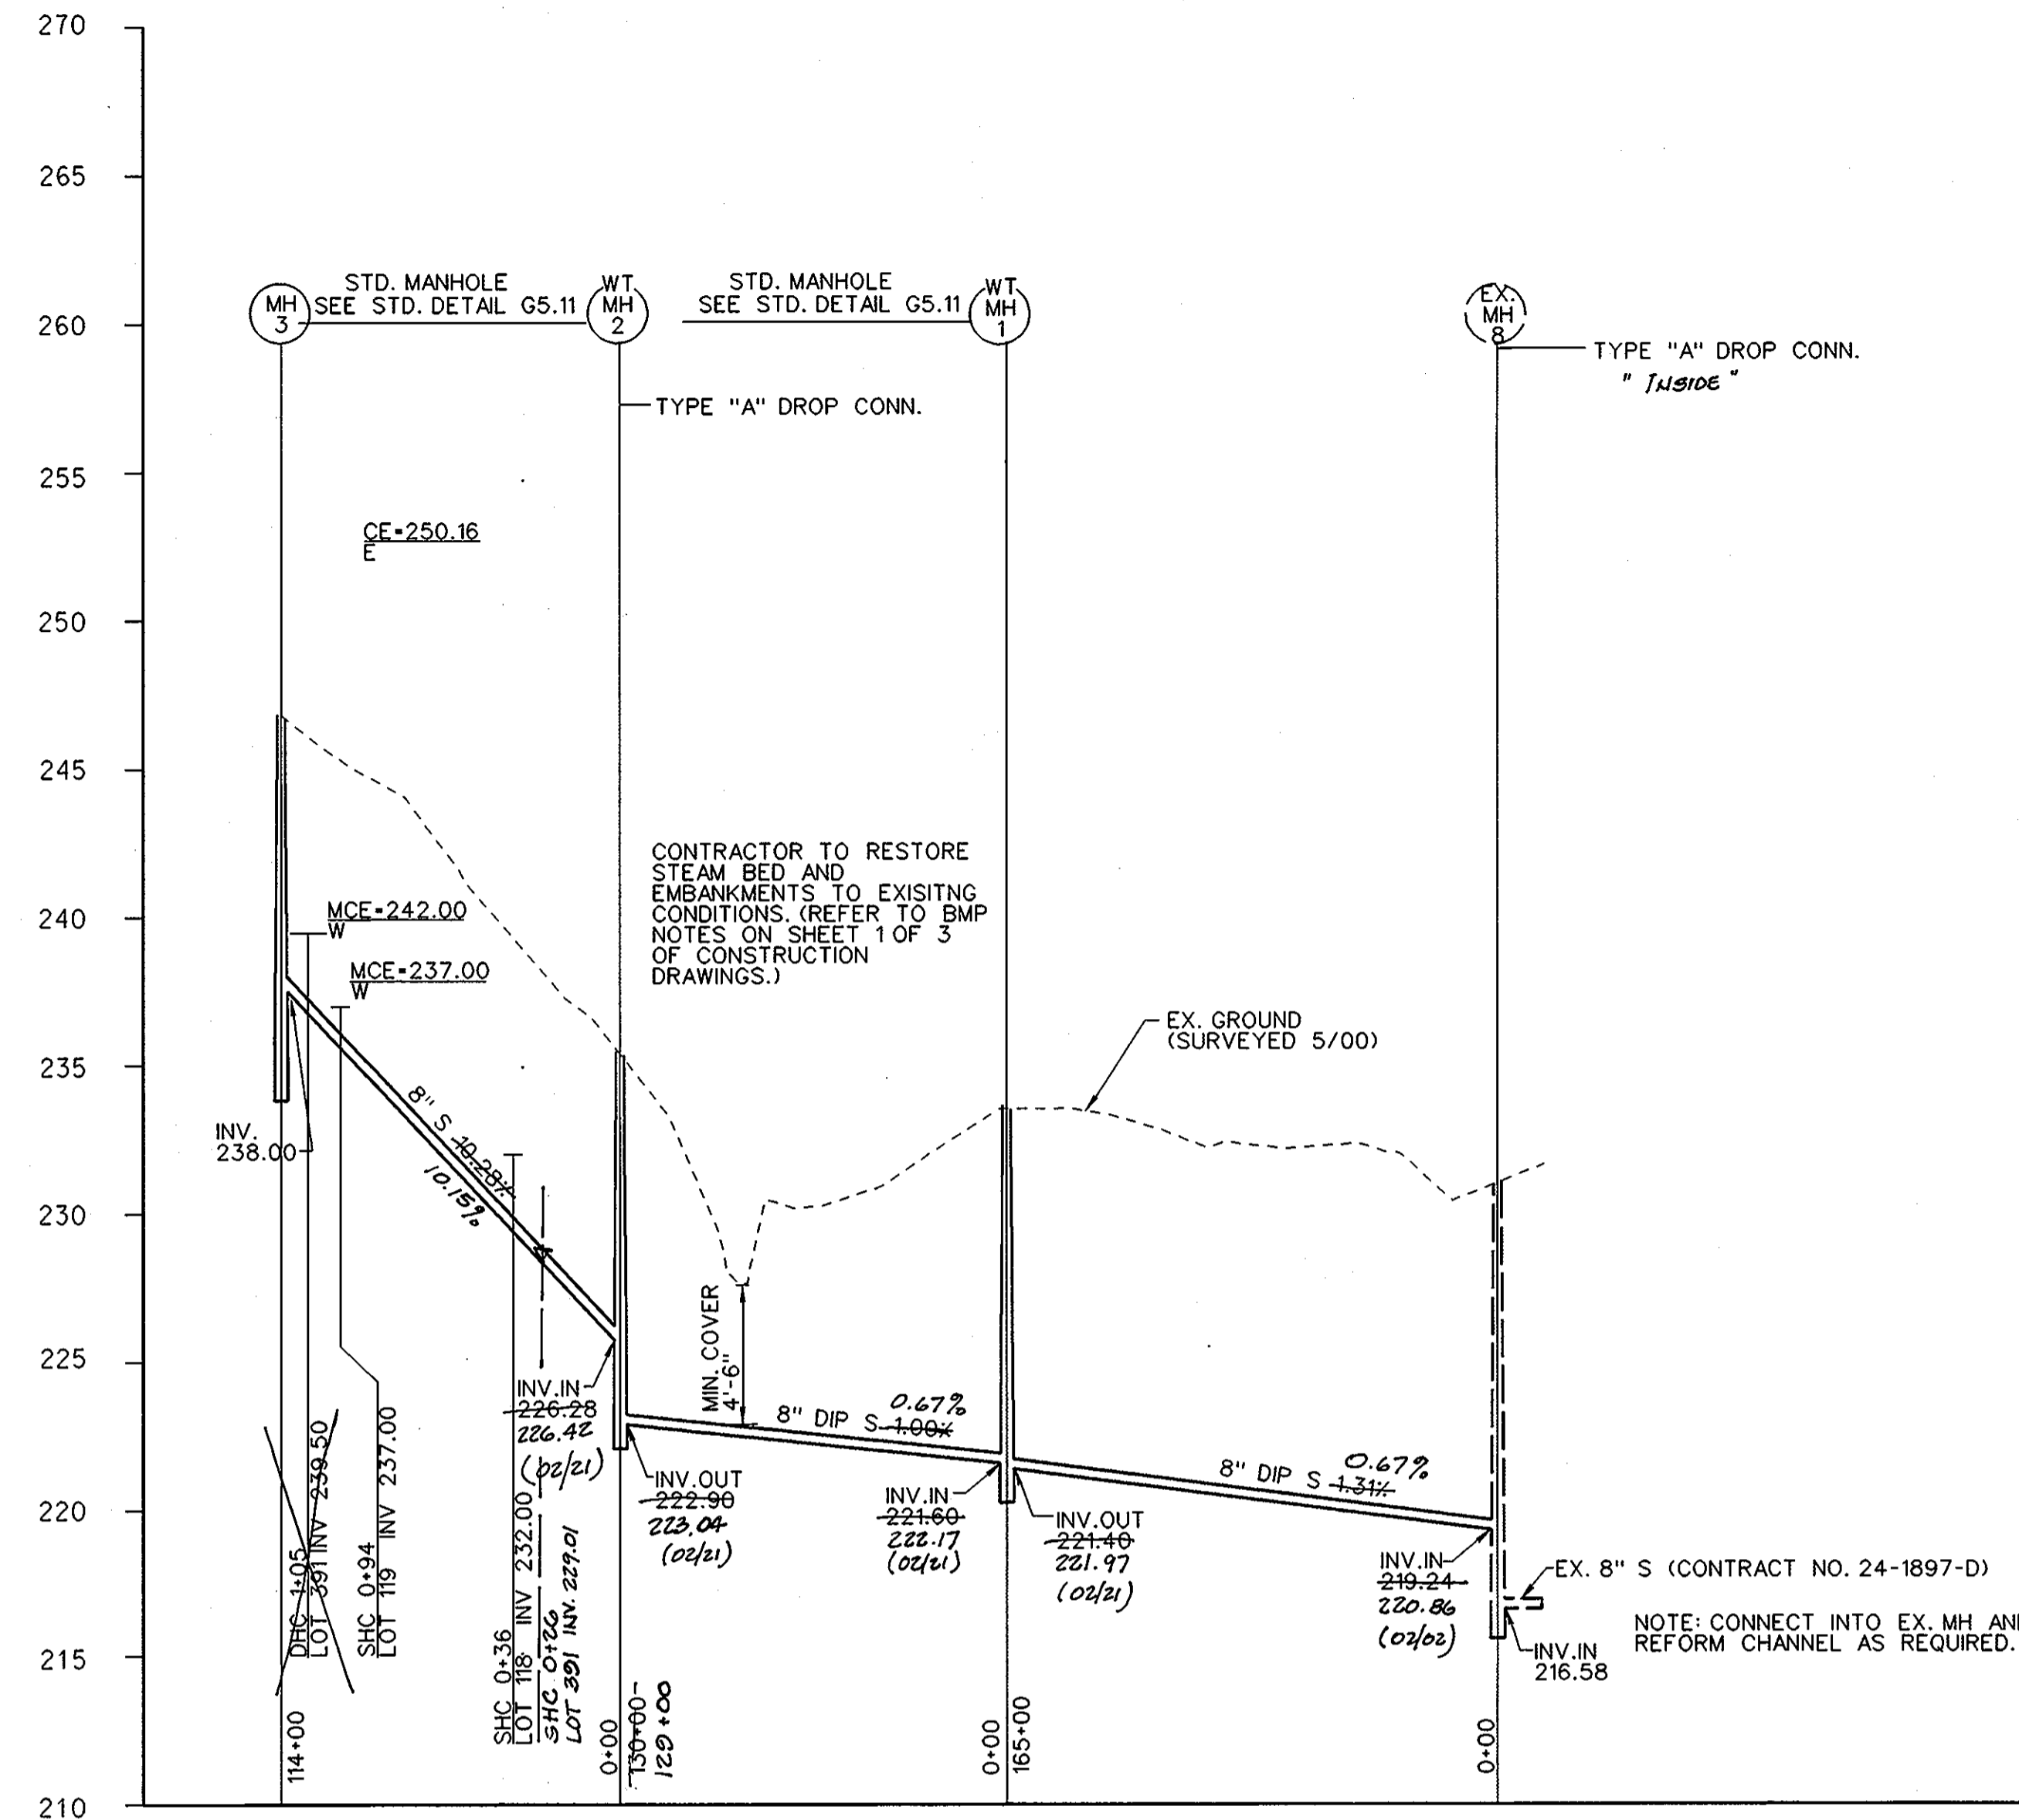 270
265
260
255
250
245
240
235
230
225
220
215
210
MH
3
STD. MANHOLE
SEE STD. DETAIL G5.11
WT
MH
2
STD. MANHOLE
SEE STD. DETAIL G5.11
WT
MH
1
EX.
MH
8
TYPE "A" DROP CONN.
" INSIDE "
TYPE "A" DROP CONN.
CE=250.16
E
MCE=242.00
W
MCE=237.00
W
CONTRACTOR TO RESTORE
STEAM BED AND
EMBANKMENTS TO EXISITNG
CONDITIONS. (REFER TO BMP
NOTES ON SHEET 1 OF 3
OF CONSTRUCTION
DRAWINGS.)
EX. GROUND
(SURVEYED 5/00)
INV.
238.00
8" S 10.28%
10.15%
MIN. COVER
4'-6"
INV.IN
226.28
226.42
(02/21)
8" DIP S 1.00%
0.67%
INV.OUT
222.90
223.04
(02/21)
INV.IN
221.60
222.17
(02/21)
INV.OUT
221.40
221.97
(02/21)
8" DIP S 1.31%
0.67%
INV.IN
219.24
220.86
(02/02)
EX. 8" S (CONTRACT NO. 24-1897-D)
NOTE: CONNECT INTO EX. MH AN
REFORM CHANNEL AS REQUIRED.
INV.IN
216.58
DHC 1+05
LOT 391 INV 239.50
SHC 0+94
LOT 119 INV 237.00
SHC 0+36
LOT 118 INV 232.00
SHC 0+26
LOT 391 INV. 229.01
114+00
0+00
130+00
129+00
0+00
165+00
0+00